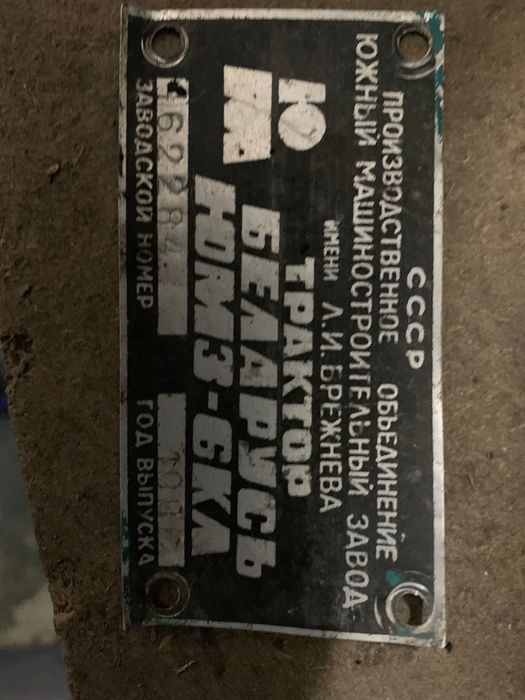 СССР
ПРОИЗВОДСТВЕННОЕ ОБЪЕДИНЕНИЕ
ЮЖНЫЙ МАШИНОСТРОИТЕЛЬНЫЙ ЗАВОД
ИМЕНИ Л.И.БРЕЖНЕВА
ТРАКТОР
БЕЛАРУСЬ
ЮМЗ-6КЛ
ЗАВОДСКОЙ НОМЕР ГОД ВЫПУСКА